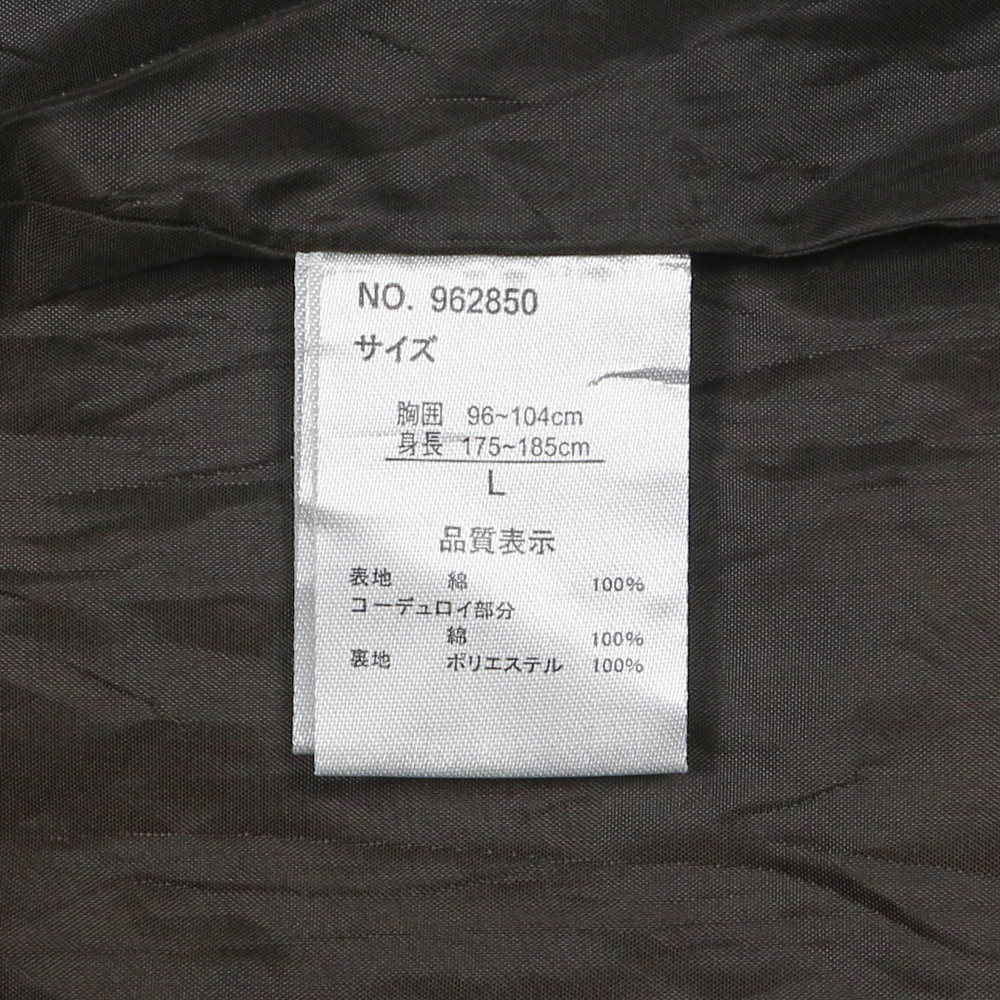 NO. 962850
サイズ
胸囲 96~104cm
身長 175~185cm
L
品質表示
表地 綿 100%
コーデュロイ部分
綿 100%
裏地 ポリエステル 100%